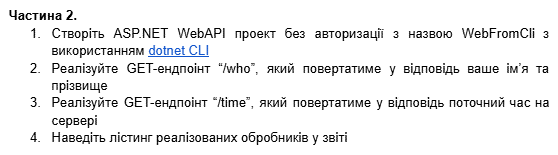 Частина 2.
1. Створіть ASP.NET WebAPI проект без авторизації з назвою WebFromCli з
використанням dotnet CLI
2. Реалізуйте GET-ендпоінт “/who”, який повертатиме у відповідь ваше ім’я та
прізвище
3. Реалізуйте GET-ендпоінт “/time”, який повертатиме у відповідь поточний час на
сервері
4. Наведіть лістинг реалізованих обробників у звіті